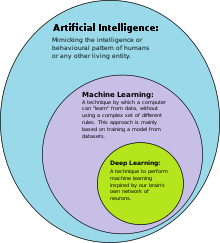 Artificial Intelligence:
Mimicking the intelligence or
behavioural pattern of humans
or any other living entity.
Machine Learning:
A technique by which a computer
can "learn" from data, without
using a complex set of different
rules. This approach is mainly
based on training a model from
datasets.
Deep Learning:
A technique to perform
machine learning
inspired by our brain's
own network of
neurons.